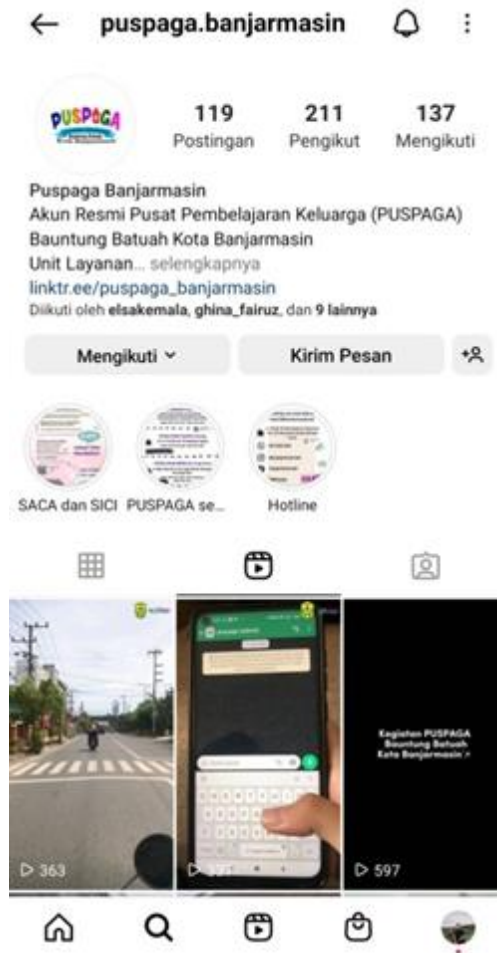 puspaga.banjarmasin
PUSPAGA
119
211
137
Postingan
Pengikut
Mengikuti
Puspaga Banjarmasin
Akun Resmi Pusat Pembelajaran Keluarga (PUSPAGA)
Bauntung Batuah Kota Banjarmasin
Unit Layanan... selengkapnya
linktr.ee/puspaga_banjarmasin
Diikuti oleh elsakemala, ghina_fairuz, dan 9 lainnya
Mengikuti
Kirim Pesan
SACA dan SICI
PUSPAGA se...
Hotline
Kegiatan PUSPAGA
Bauntung Batuah
Kota Banjarmasin
363
597